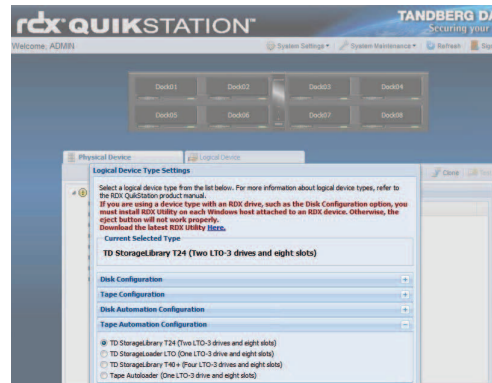 rdx® QUIKSTATION™
TANDBERG DA
Securing your
Welcome, ADMIN
System Settings
System Maintenance
Refresh
Dock01
Dock02
Dock03
Dock04
Dock05
Dock06
Dock07
Dock08
Physical Device
Logical Device
Logical Device Type Settings
Clone
Select a logical device type from the list below. For more information about logical device types, refer to
the RDX QuikStation product manual.
If you are using a device type with an RDX drive, such as the Disk Configuration option, you
must install RDX Utility on each Windows host attached to an RDX device. Otherwise, the
eject button will not work properly.
Download the latest RDX Utility Here.
Current Selected Type
TD StorageLibrary T24 (Two LTO-3 drives and eight slots)
Disk Configuration
Tape Configuration
Disk Automation Configuration
Tape Automation Configuration
TD StorageLibrary T24 (Two LTO-3 drives and eight slots)
TD StorageLoader LTO (One LTO-3 drive and eight slots)
TD StorageLibrary T40+ (Four LTO-3 drives and eight slots)
Tape Autoloader (One LTO-3 drive and eight slots)